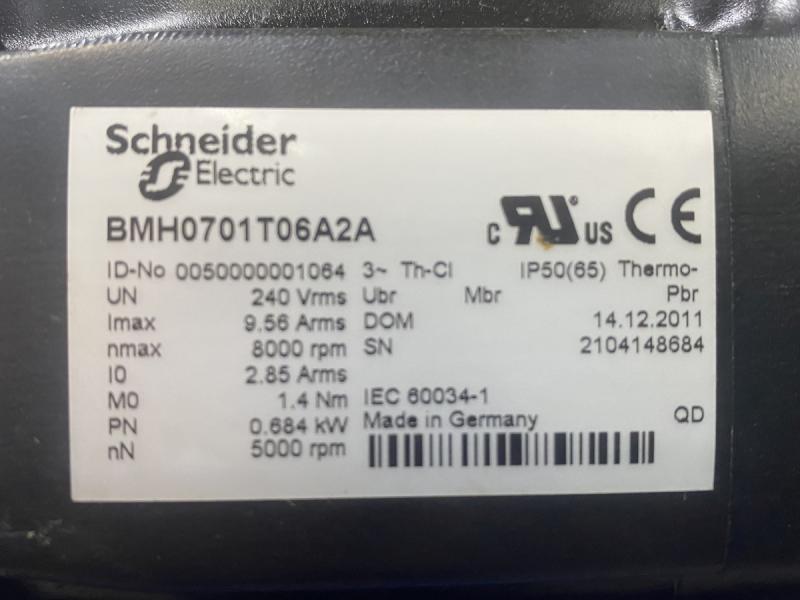 Schneider
Electric
BMH0701T06A2A
c RU US CE
ID-No 0050000001064 3~ Th-Cl IP50(65) Thermo-
UN 240 Vrms Ubr Mbr Pbr
Imax 9.56 Arms DOM 14.12.2011
nmax 8000 rpm SN 2104148684
I0 2.85 Arms
M0 1.4 Nm IEC 60034-1
PN 0.684 kW Made in Germany QD
nN 5000 rpm